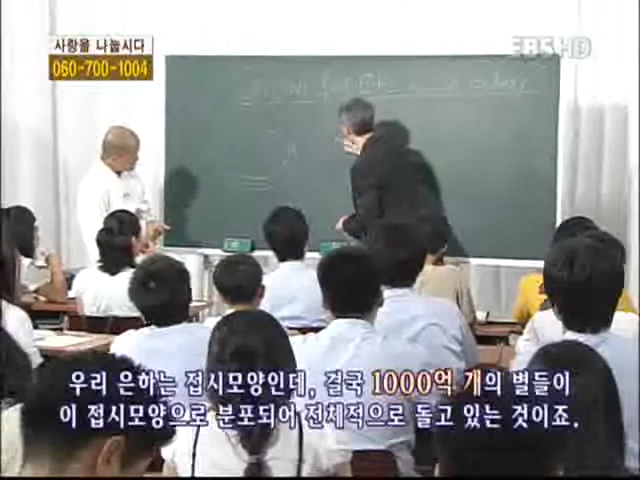 사랑을 나눕시다
060-700-1004
EBS HD
우리 은하는 접시모양인데, 결국 1000억 개의 별들이
이 접시모양으로 분포되어 전체적으로 돌고 있는 것이죠.